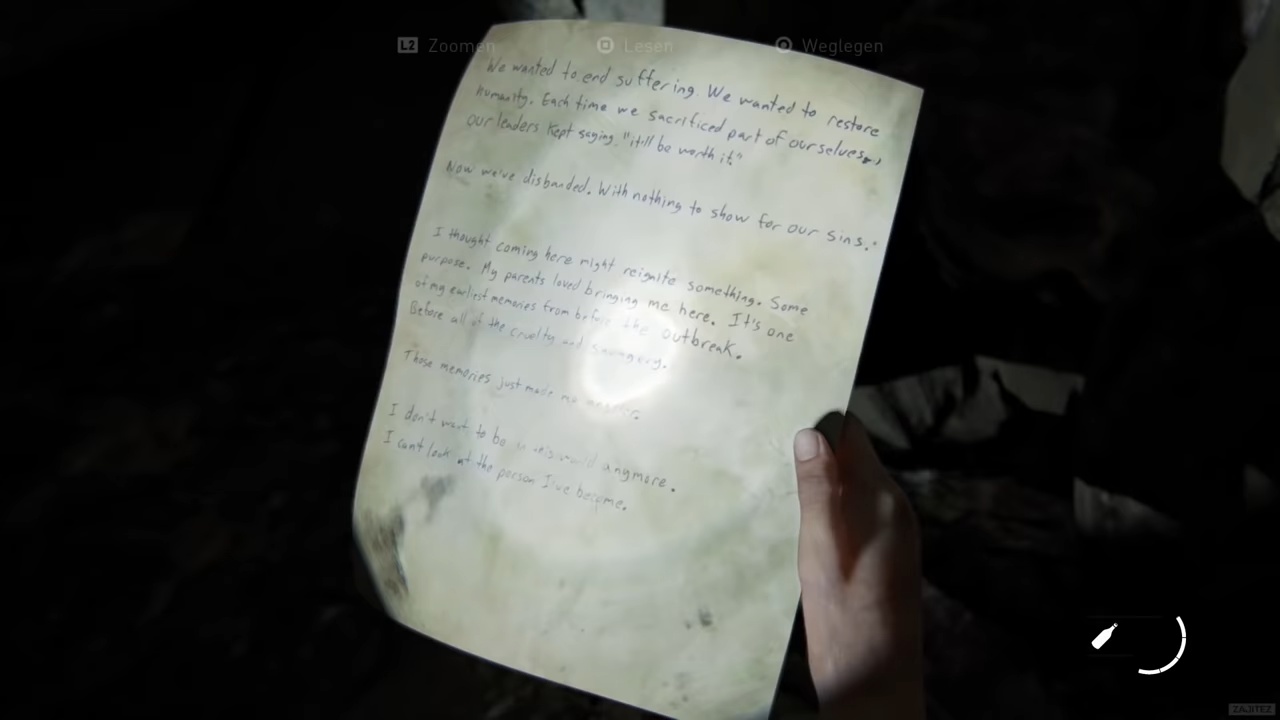 L2 Zoomen Lesen Weglegen
We wanted to end suffering. We wanted to restore
humanity. Each time we sacrificed part of ourselves,
our leaders kept saying, "it'll be worth it."
Now we've disbanded. With nothing to show for our sins."
I thought coming here might reignite something. Some
purpose. My parents loved bringing me here. It's one
of my earliest memories from before the outbreak.
Before all of the cruelty and savagery.
Those memories just made me
I don't want to be in this world anymore.
I can't look at the person I've become.
ZAJITEZ